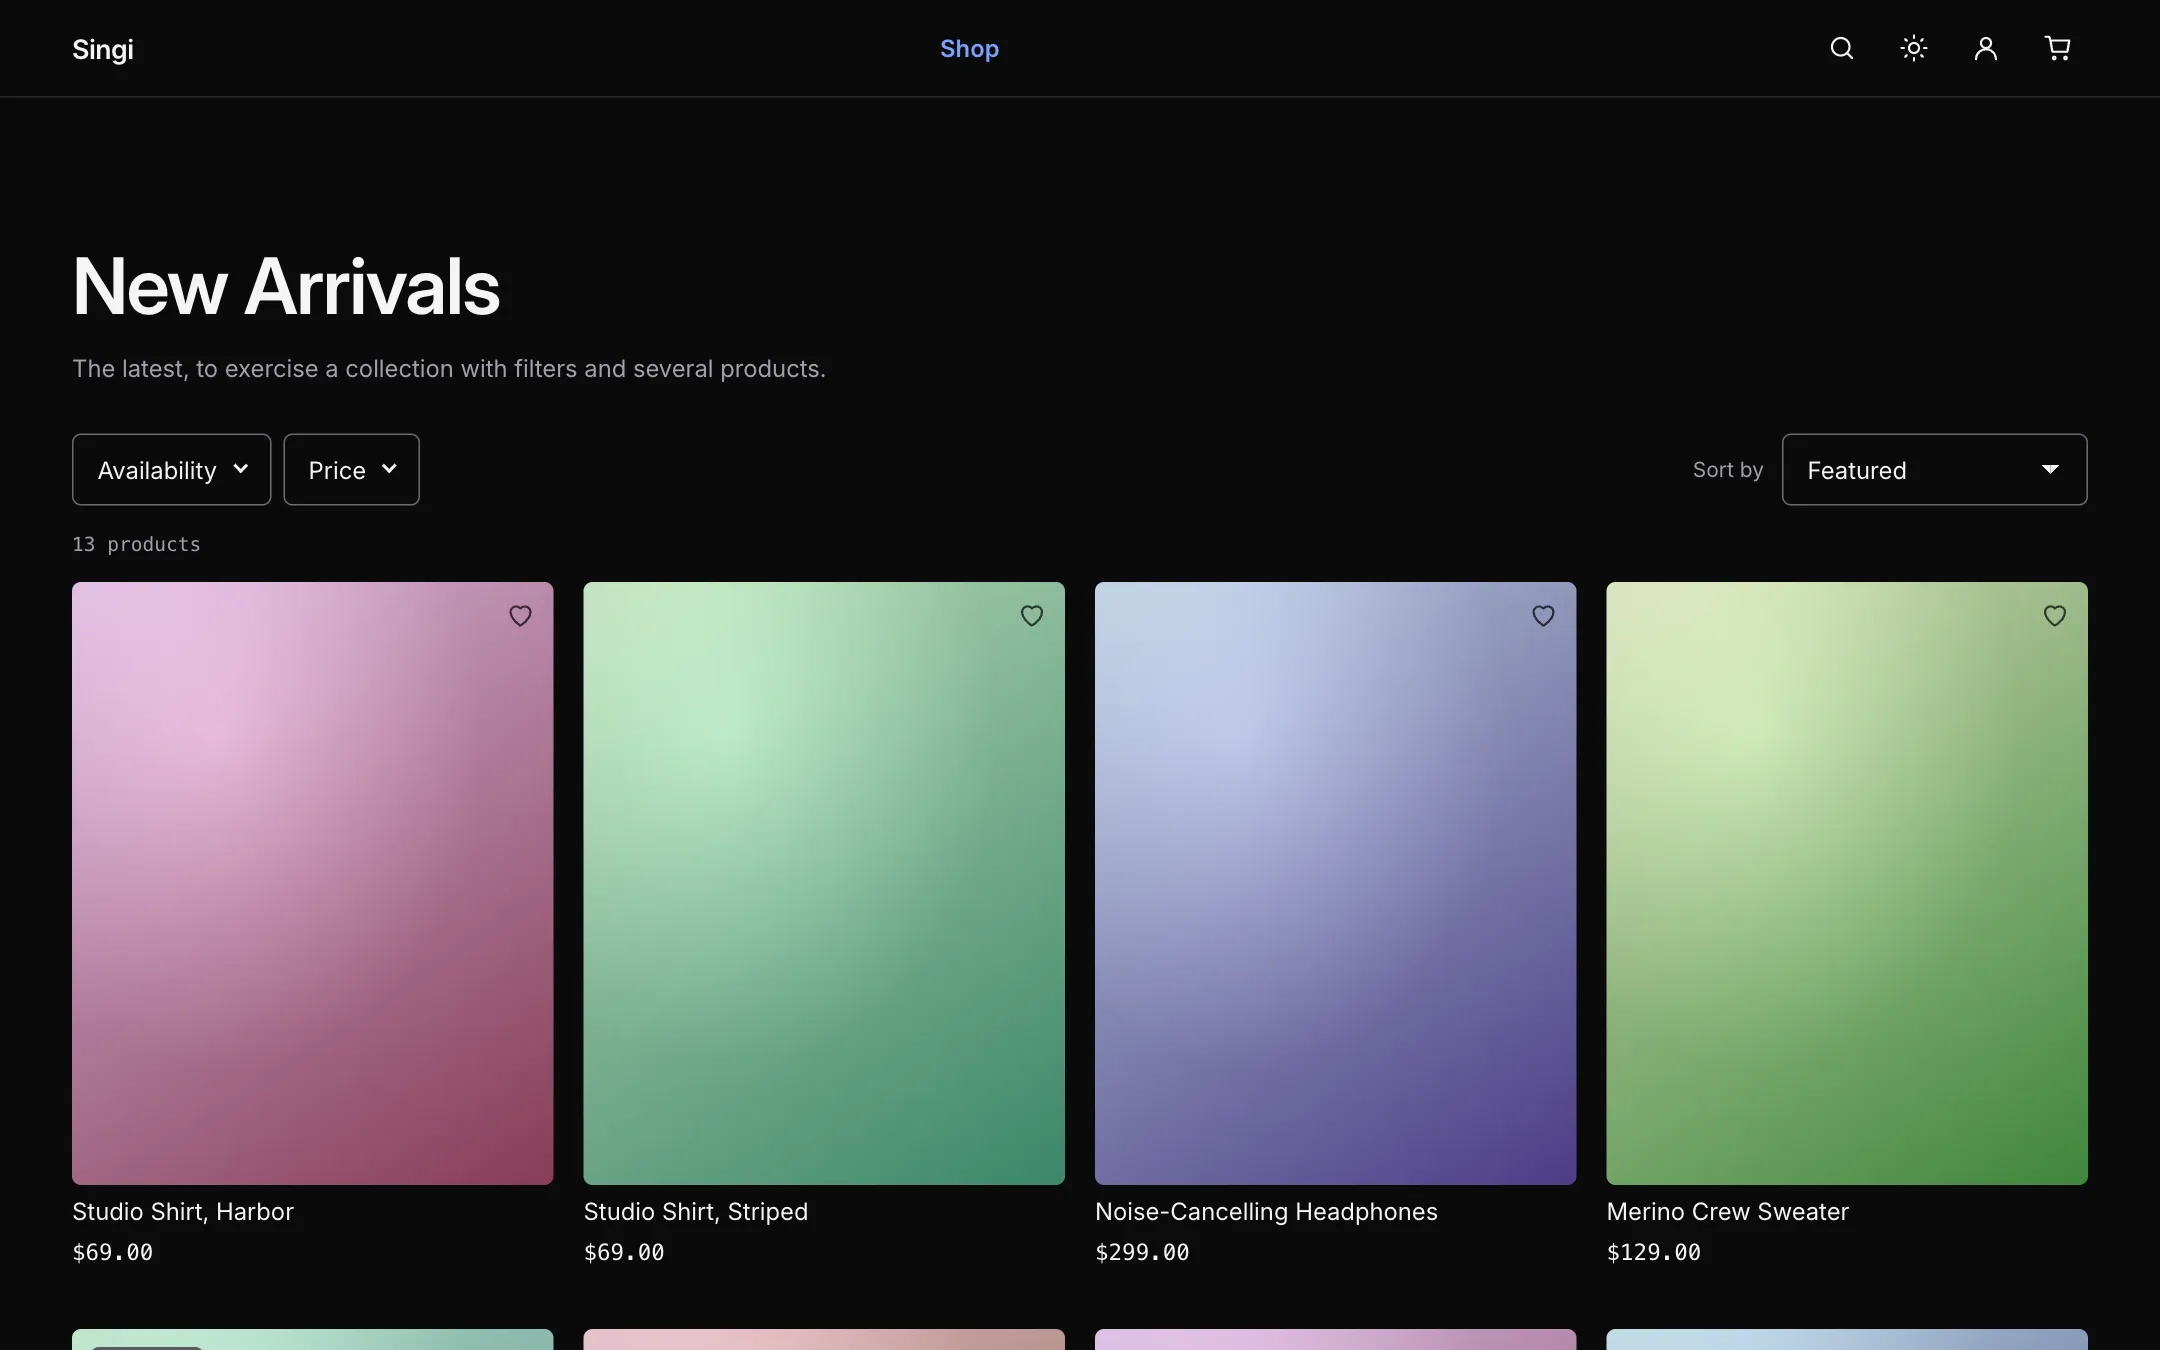 Singi
Shop
New Arrivals
The latest, to exercise a collection with filters and several products.
Availability
Price
Sort by
Featured
13 products
Studio Shirt, Harbor
$69.00
Studio Shirt, Striped
$69.00
Noise-Cancelling Headphones
$299.00
Merino Crew Sweater
$129.00